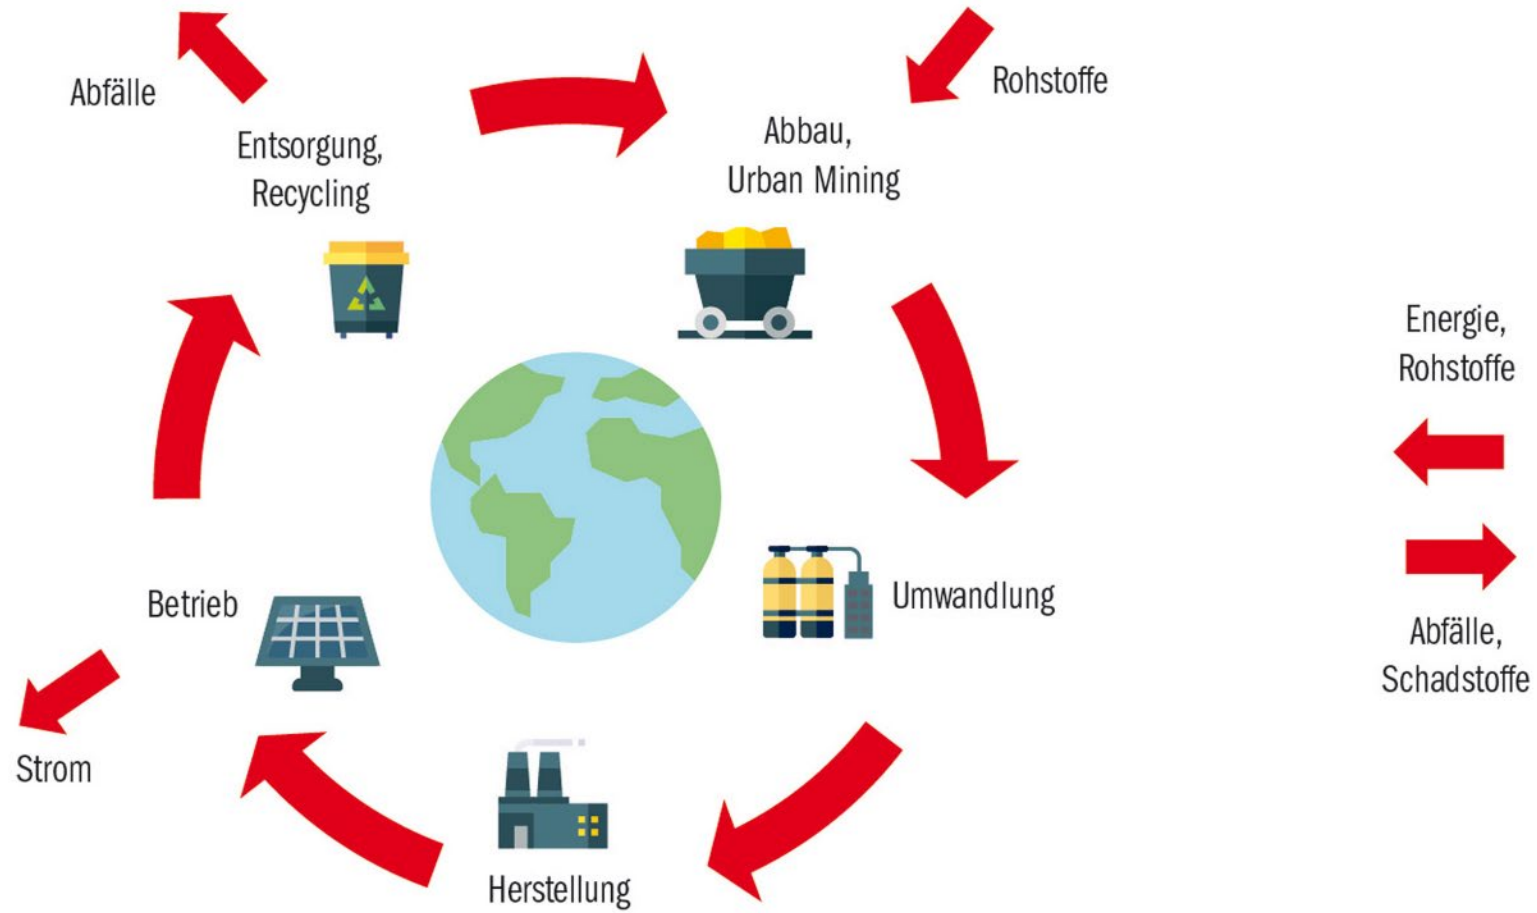 Abfälle
Entsorgung,
Recycling
Rohstoffe
Abbau,
Urban Mining
Energie,
Rohstoffe
Umwandlung
Abfälle,
Schadstoffe
Betrieb
Strom
Herstellung